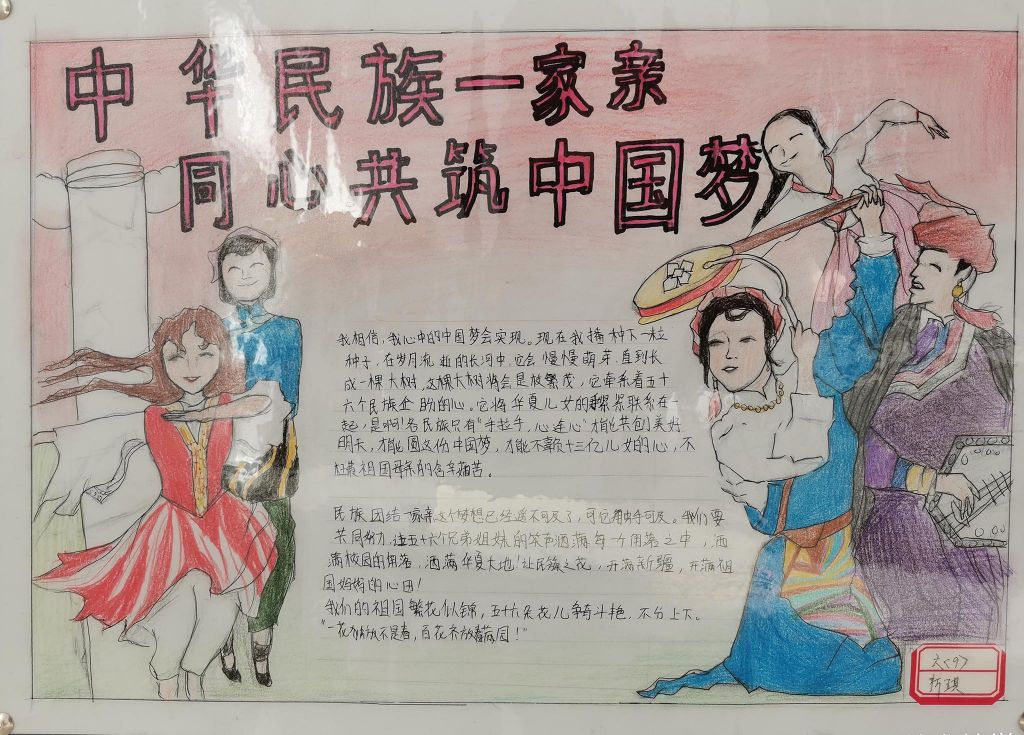 中华民族一家亲
同心共筑中国梦
我相信,我心中的中国梦会实现。现在我播种下一粒
种子,在岁月流逝的长河中,它会慢慢萌芽,直到长
成一棵大树,这棵大树将会是枝繁茂,它牵系着五十
六个民族企盼的心。它将华夏儿女的紧紧联系在一
起,是啊!各民族只有“手拉手,心连心”才能共创美好
明天,才能圆这份中国梦,才能不辜负十三亿儿女的心,不
枉费祖国母亲的含辛茹苦。
民族团结一家亲,这个梦想已经遥不可及了,可它触手可及。我们要
共同努力,让五十六个兄弟姐妹的笑声洒满每一个角落之中,洒
满校园的角落,洒满华夏大地!让民族之花,开满新疆,开满祖
国妈妈的心田!
我们的祖国繁花似锦,五十六朵花儿争奇斗艳,不分上下。
“一花独放不是春,百花齐放春满园!”
六<9>
琪